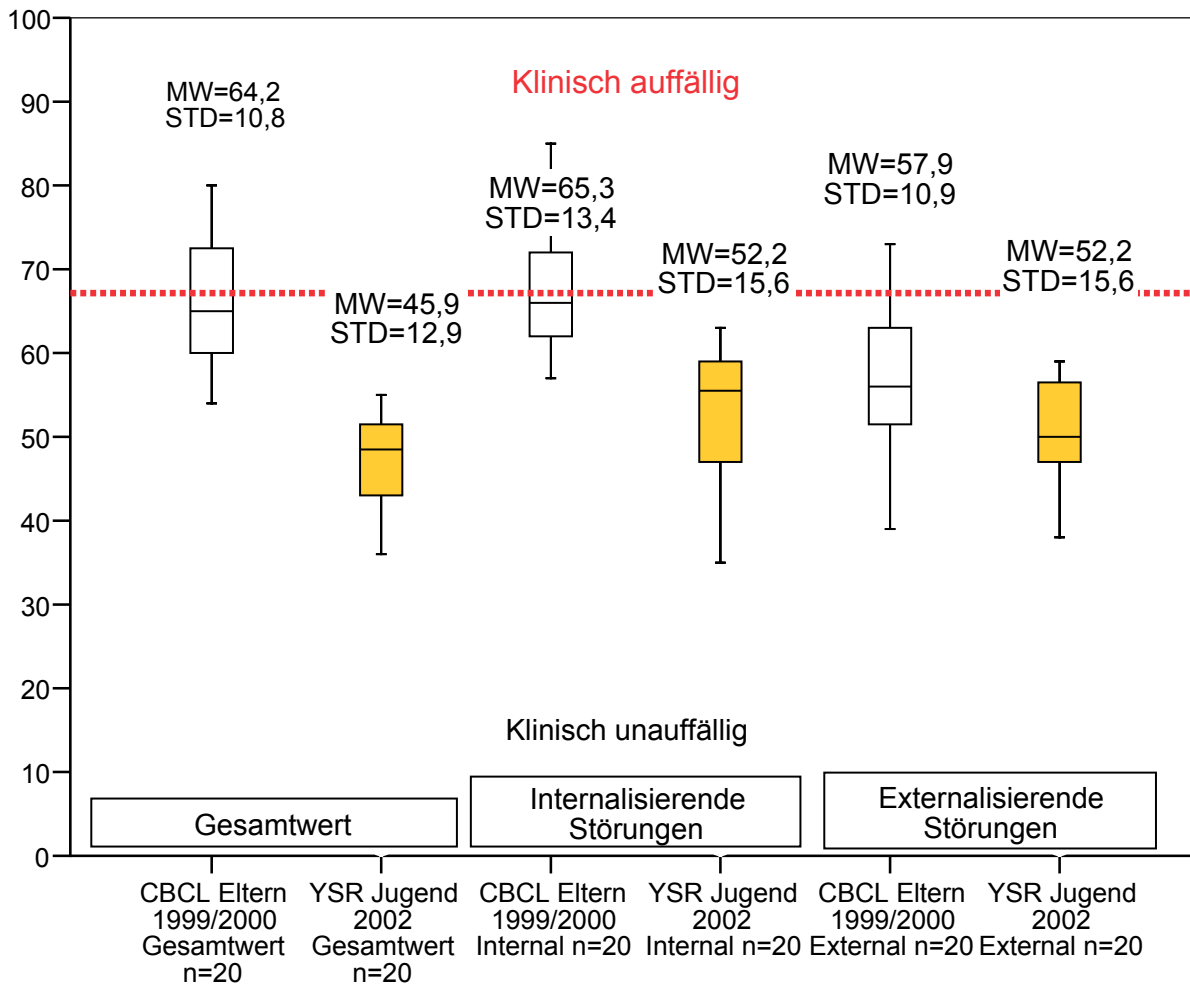 100
90
80
70
60
50
40
30
20
10
0
Klinisch auffällig
MW=64,2
STD=10,8
MW=45,9
STD=12,9
MW=65,3
STD=13,4
MW=52,2
STD=15,6
MW=57,9
STD=10,9
MW=52,2
STD=15,6
Klinisch unauffällig
Gesamtwert
Internalisierende
Störungen
Externalisierende
Störungen
CBCL Eltern
1999/2000
Gesamtwert
n=20
YSR Jugend
2002
Gesamtwert
n=20
CBCL Eltern
1999/2000
Internal n=20
YSR Jugend
2002
Internal n=20
CBCL Eltern
1999/2000
External n=20
YSR Jugend
2002
External n=20